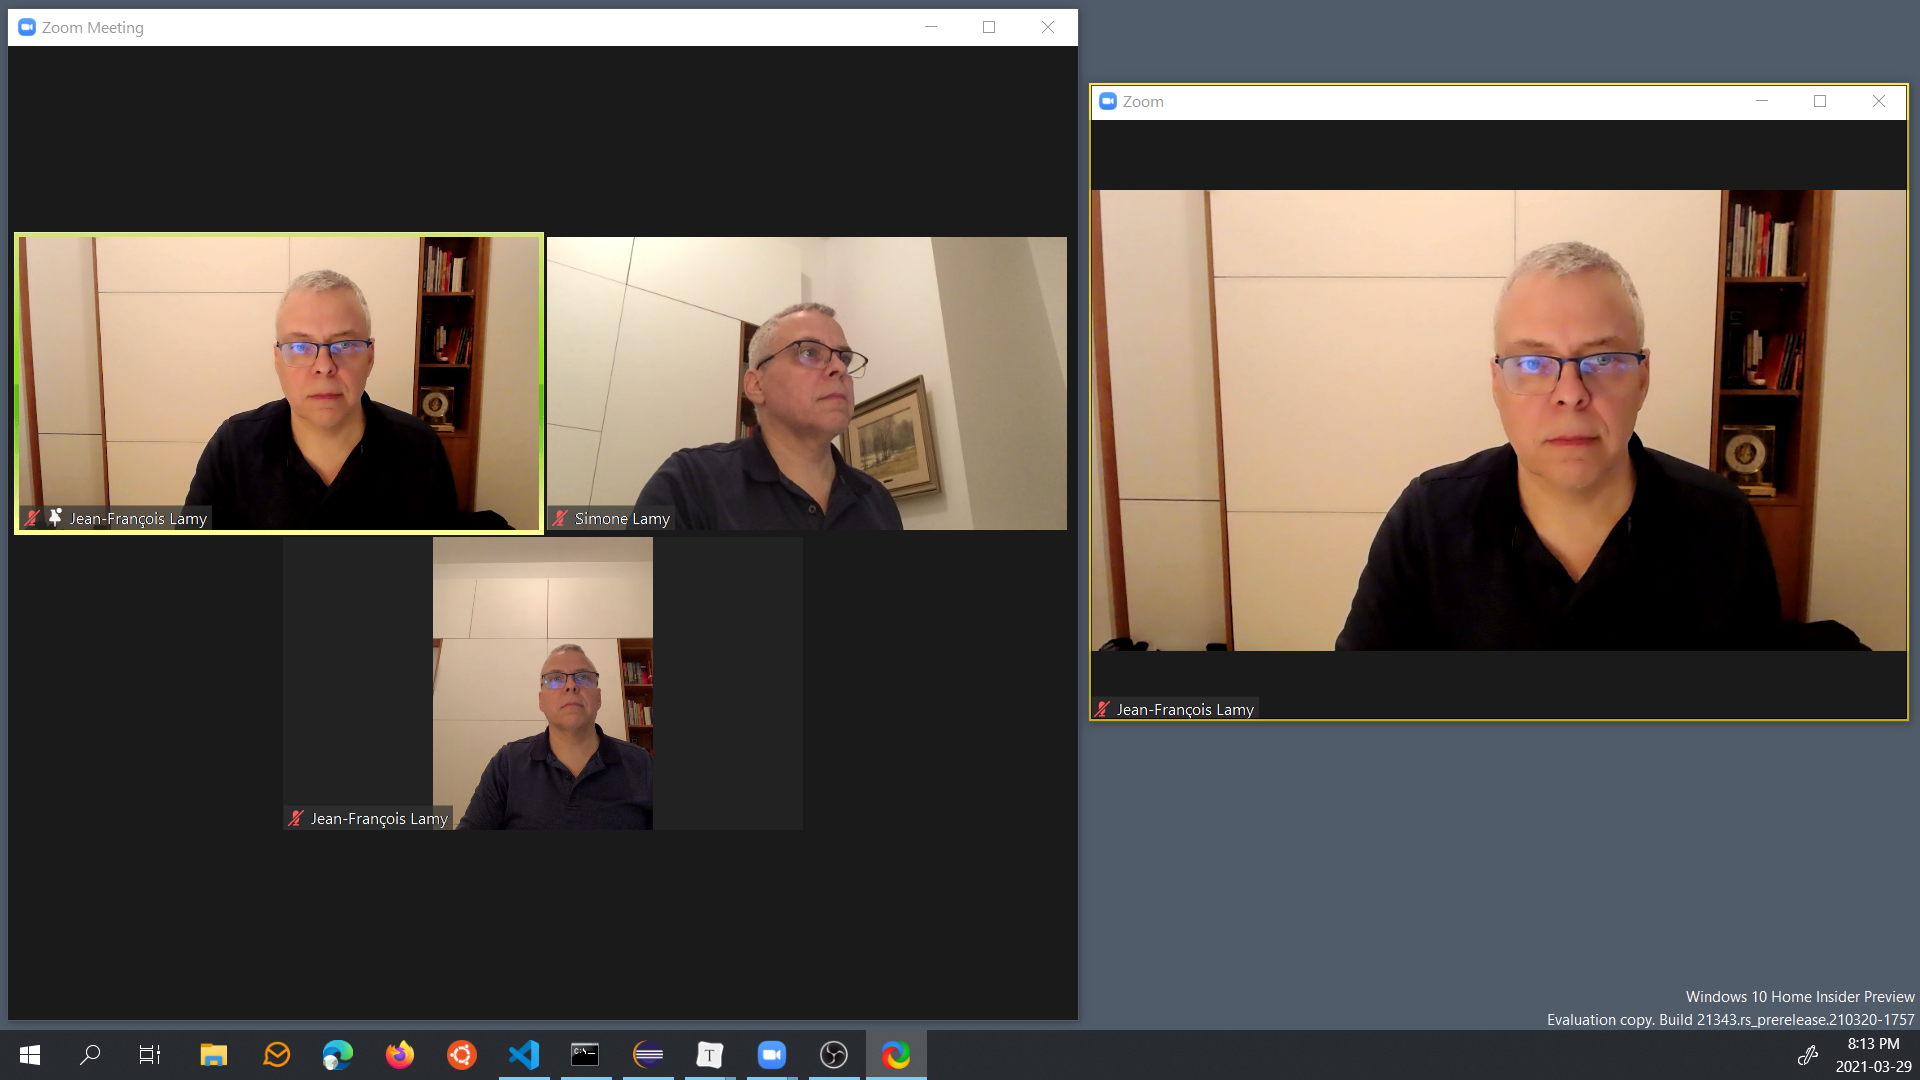 Zoom Meeting
Zoom
Jean-François Lamy
Simone Lamy
Jean-François Lamy
Jean-François Lamy
Windows 10 Home Insider Preview
Evaluation copy. Build 21343.rs_prerelease.210320-1757
C:\_
T
8:13 PM
2021-03-29